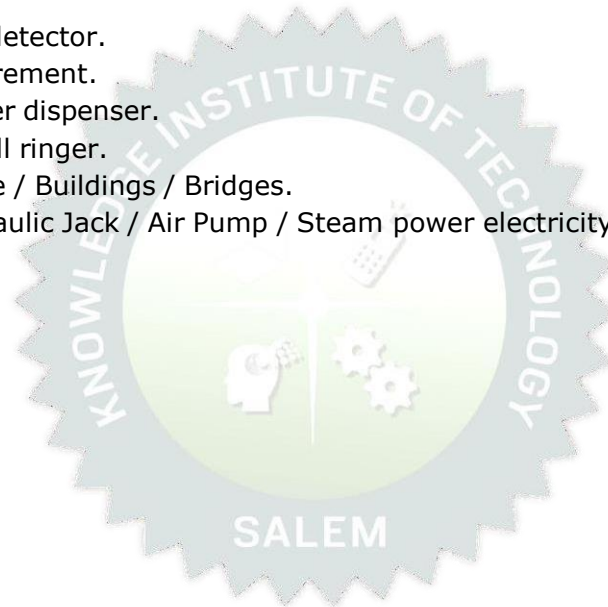 detector.
rement.
er dispenser.
ll ringer.
e / Buildings / Bridges.
aulic Jack / Air Pump / Steam power electricity
KNOWLEDGE INSTITUTE OF TECHNOLOGY
SALEM